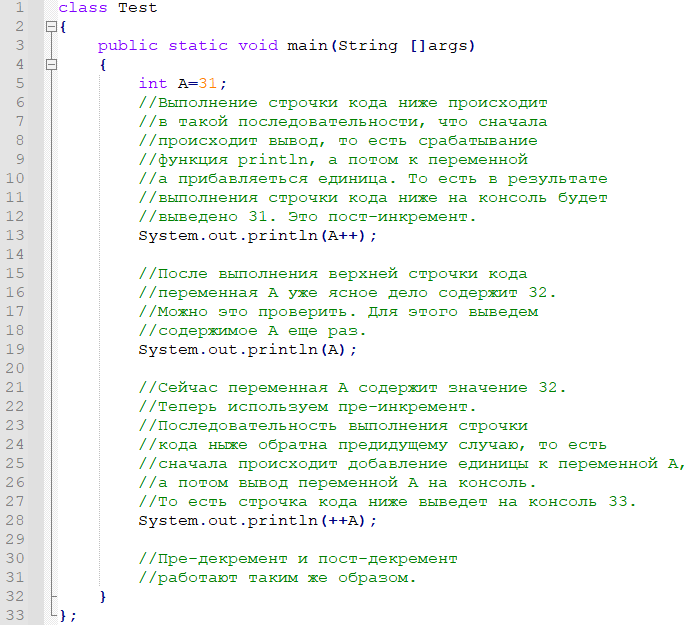 1 class Test
2 {
3 public static void main(String []args)
4 {
5 int A=31;
6 //Выполнение строчки кода ниже происходит
7 //в такой последовательности, что сначала
8 //происходит вывод, то есть срабатывание
9 //функция println, а потом к переменной
10 //а прибавляеться единица. То есть в результате
11 //выполнения строчки кода ниже на консоль будет
12 //выведено 31. Это пост-инкремент.
13 System.out.println(A++);
14
15 //После выполнения верхней строчки кода
16 //переменная А уже ясное дело содержит 32.
17 //Можно это проверить. Для этого выведем
18 //содержимое А еще раз.
19 System.out.println(A);
20
21 //Сейчас переменная А содержит значение 32.
22 //Теперь используем пре-инкремент.
23 //Последовательность выполнения строчки
24 //кода ныже обратна предидущему случаю, то есть
25 //сначала происходит добавление единицы к переменной А,
26 //а потом вывод переменной А на консоль.
27 //То есть строчка кода ниже выведет на консоль 33.
28 System.out.println(++A);
29
30 //Пре-декремент и пост-декремент
31 //работают таким же образом.
32 }
33 };